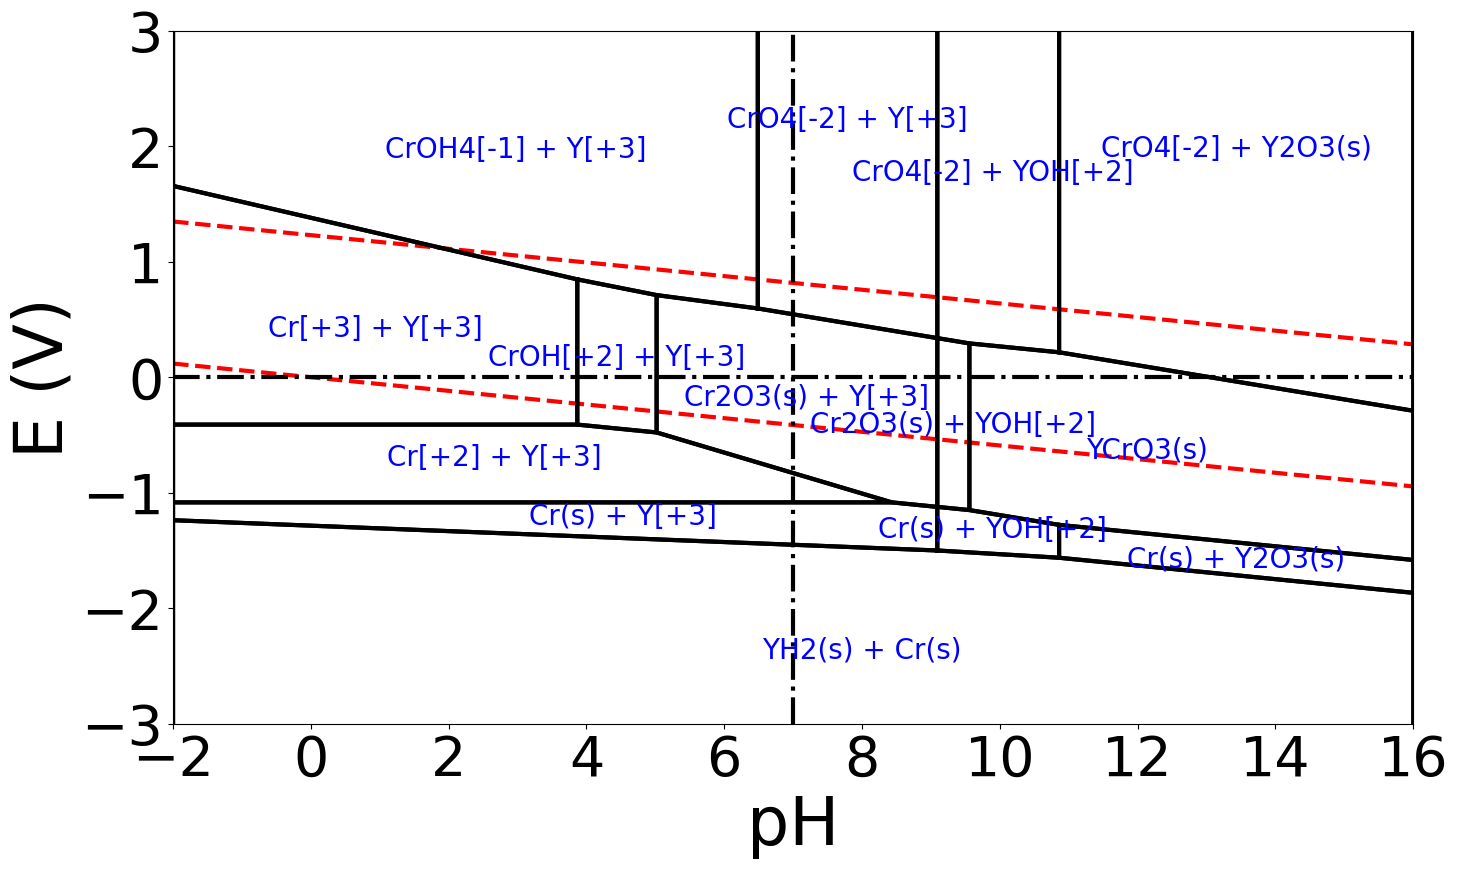 3
2
1
0
−1
−2
−3
E (V)
CrO4[-2] + Y[+3]
CrOH4[-1] + Y[+3]
CrO4[-2] + Y2O3(s)
CrO4[-2] + YOH[+2]
Cr[+3] + Y[+3]
CrOH[+2] + Y[+3]
Cr2O3(s) + Y[+3]
Cr2O3(s) + YOH[+2]
YCrO3(s)
Cr[+2] + Y[+3]
Cr(s) + Y[+3]
Cr(s) + YOH[+2]
Cr(s) + Y2O3(s)
YH2(s) + Cr(s)
−2 0 2 4 6 8 10 12 14 16
pH